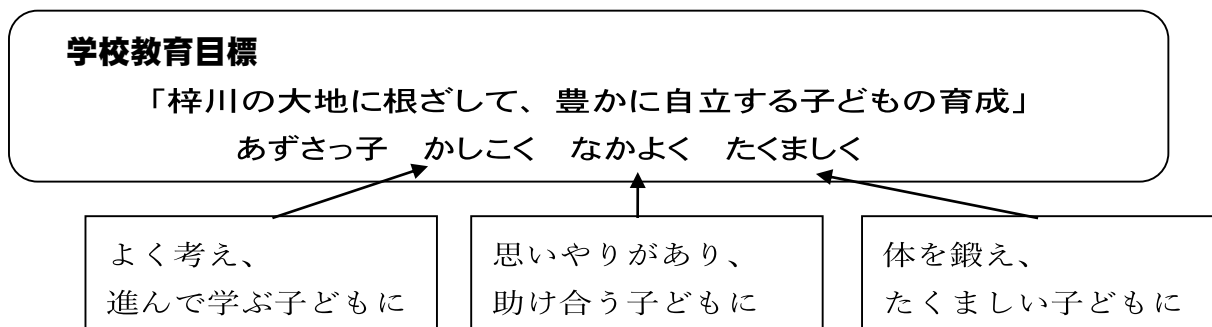 学校教育目標
「梓川の大地に根ざして、豊かに自立する子どもの育成」
あずさっ子　かしこく　なかよく　たくましく
よく考え、
進んで学ぶ子どもに
思いやりがあり、
助け合う子どもに
体を鍛え、
たくましい子どもに